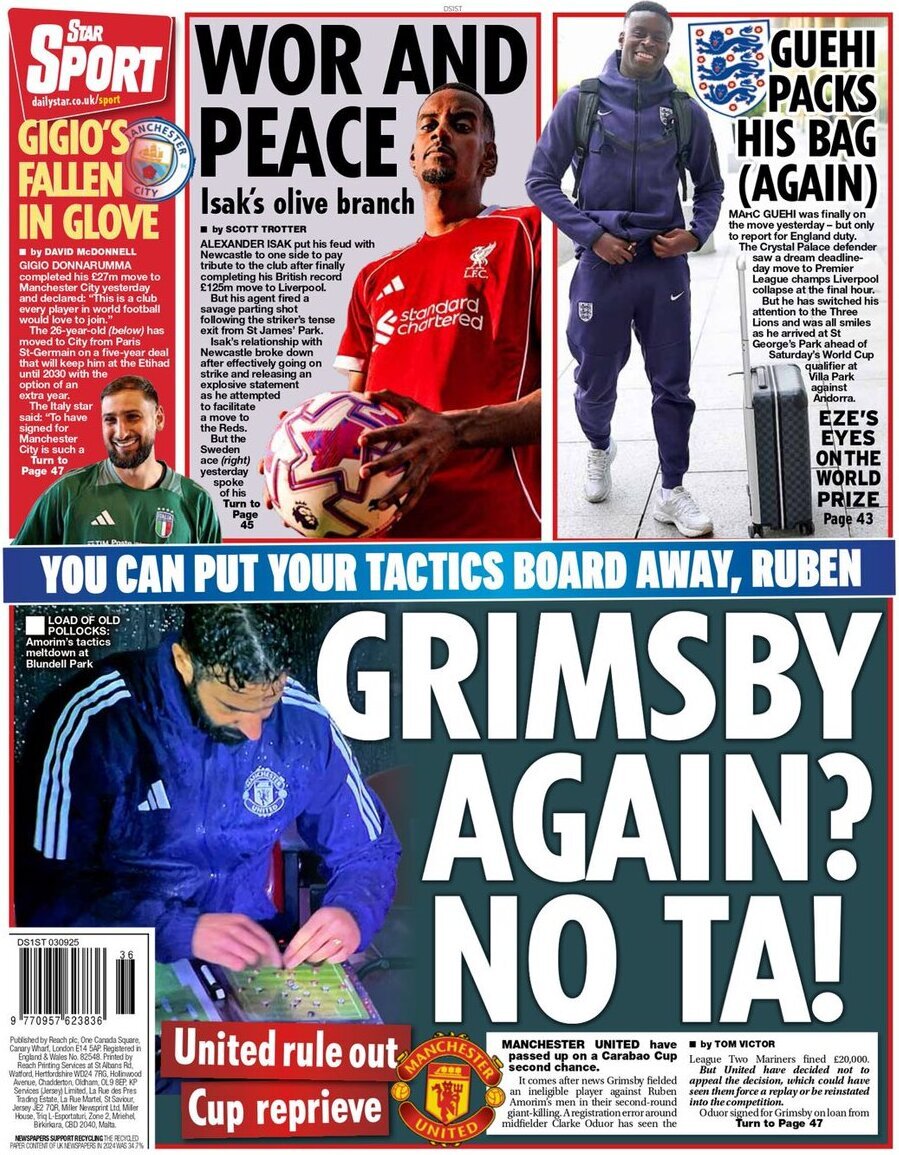 DS1ST
STAR
SPORT
dailystar.co.uk/sport
GIGIO'S
FALLEN
IN GLOVE
MANCHESTER
CITY
■ by DAVID McDONNELL
GIGIO DONNARUMMA
completed his £27m move to
Manchester City yesterday
and declared: "This is a club
every player in world football
would love to join."
The 26-year-old (below) has
moved to City from Paris
St-Germain on a five-year deal
that will keep him at the Etihad
until 2030 with the
option of an
extra year.
The Italy star
said: "To have
signed for
Manchester
City is such a
Turn to
Page 47
WOR AND
PEACE
Isak's olive branch
■ by SCOTT TROTTER
ALEXANDER ISAK put his feud with
Newcastle to one side to pay
tribute to the club after finally
completing his British record
£125m move to Liverpool.
But his agent fired a
savage parting shot
following the striker's tense
exit from St James' Park.
Isak's relationship with
Newcastle broke down
after effectively going on
strike and releasing an
explosive statement
as he attempted
to facilitate
a move to
the Reds.
But the
Sweden
ace (right)
yesterday
spoke
of his
Turn to
Page
45
L.F.C.
standard
chartered
GUEHI
PACKS
HIS BAG
(AGAIN)
MARC GUEHI was finally on
the move yesterday – but only
to report for England duty.
The Crystal Palace defender
saw a dream deadline-
day move to Premier
League champs Liverpool
collapse at the final hour.
But he has switched his
attention to the Three
Lions and was all smiles
as he arrived at St
George's Park ahead of
Saturday's World Cup
qualifier at
Villa Park
against
Andorra.
EZE'S
EYES
ON THE
WORLD
PRIZE
Page 43
YOU CAN PUT YOUR TACTICS BOARD AWAY, RUBEN
LOAD OF OLD
POLLOCKS:
Amorim's tactics
meltdown at
Blundell Park
GRIMSBY
AGAIN?
NO TA!
MANCHESTER
UNITED
DS1ST 030925
36
9 770957 623836
Published by Reach plc, One Canada Square,
Canary Wharf, London E14 5AP. Registered in
England & Wales No. 82548. Printed by
Reach Printing Services at St Albans Rd,
Watford, Hertfordshire WD24 7RG, Hollinwood
Avenue, Chadderton, Oldham, OL9 8EP, KP
Services (Jersey) Limited, La Rue des Pres
Trading Estate, La Rue Martel, St Saviour,
Jersey JE2 7QR, Miller Newsprint Ltd, Miller
House, Triq L-Esportaturi, Zone 2, Mriehel,
Birkirkara, CBD 2040, Malta.
NEWSPAPERS SUPPORT RECYCLING THE RECYCLED
PAPER CONTENT OF UK NEWSPAPERS IN 2024 WAS 34.7%
United rule out
Cup reprieve
MANCHESTER
UNITED
MANCHESTER UNITED have
passed up on a Carabao Cup
second chance.
It comes after news Grimsby fielded
an ineligible player against Ruben
Amorim's men in their second-round
giant-killing. A registration error around
midfielder Clarke Oduor has seen the
■ by TOM VICTOR
League Two Mariners fined £20,000.
But United have decided not to
appeal the decision, which could have
seen them force a replay or be reinstated
into the competition.
Oduor signed for Grimsby on loan from
Turn to Page 47